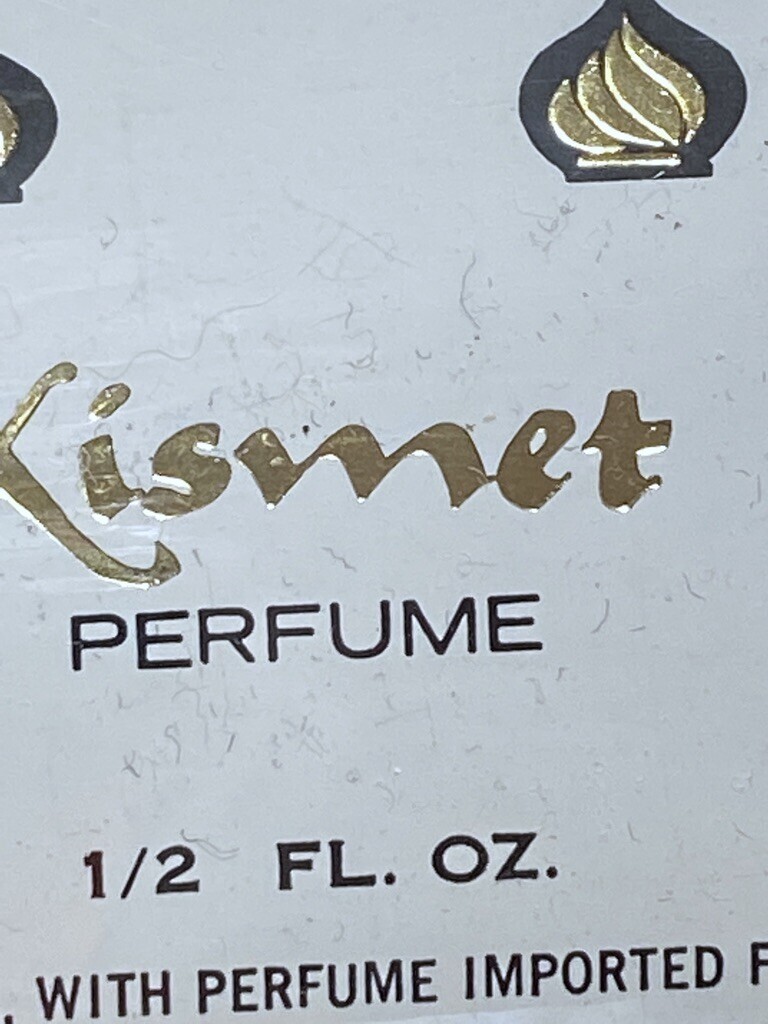 Kismet
PERFUME
1/2 FL. OZ.
. WITH PERFUME IMPORTED F